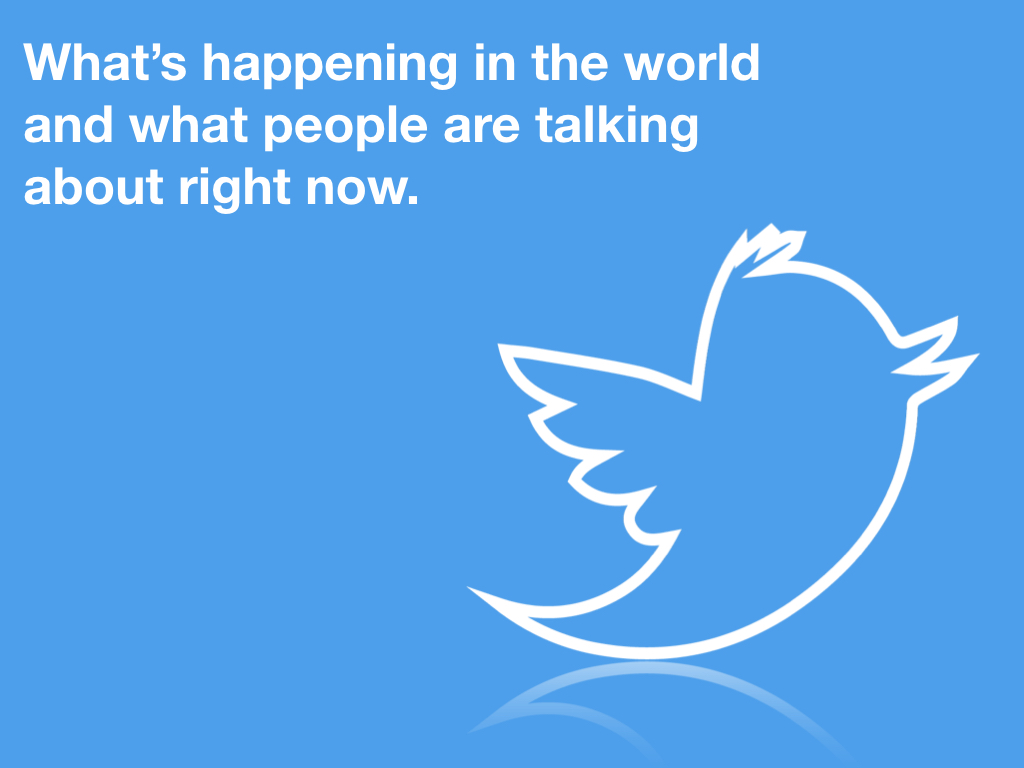 What’s happening in the world
and what people are talking
about right now.